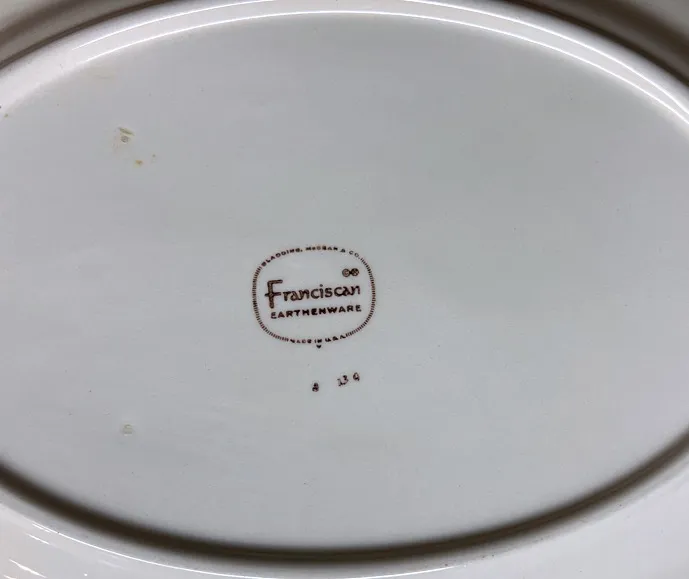 GLADDING, McBEAN & CO.
©®
Franciscan
EARTHENWARE
MADE IN U.S.A.